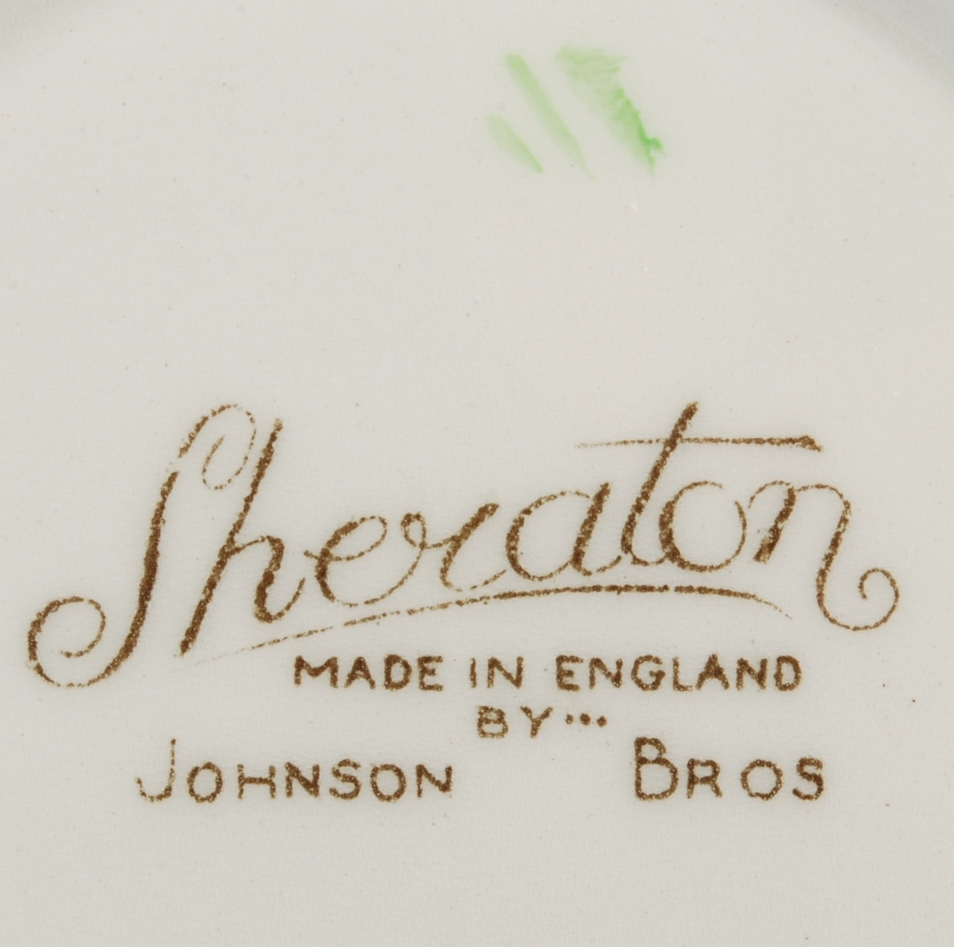 Sheraton
MADE IN ENGLAND
BY...
JOHNSON BROS